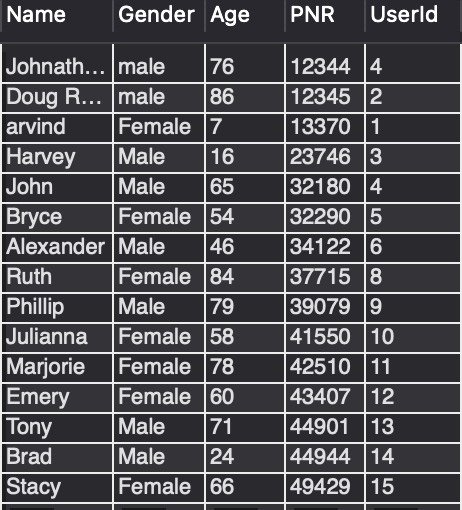 Name Gender Age PNR UserId
Johnath... male 76 12344 4
Doug R... male 86 12345 2
arvind Female 7 13370 1
Harvey Male 16 23746 3
John Male 65 32180 4
Bryce Female 54 32290 5
Alexander Male 46 34122 6
Ruth Female 84 37715 8
Phillip Male 79 39079 9
Julianna Female 58 41550 10
Marjorie Female 78 42510 11
Emery Female 60 43407 12
Tony Male 71 44901 13
Brad Male 24 44944 14
Stacy Female 66 49429 15